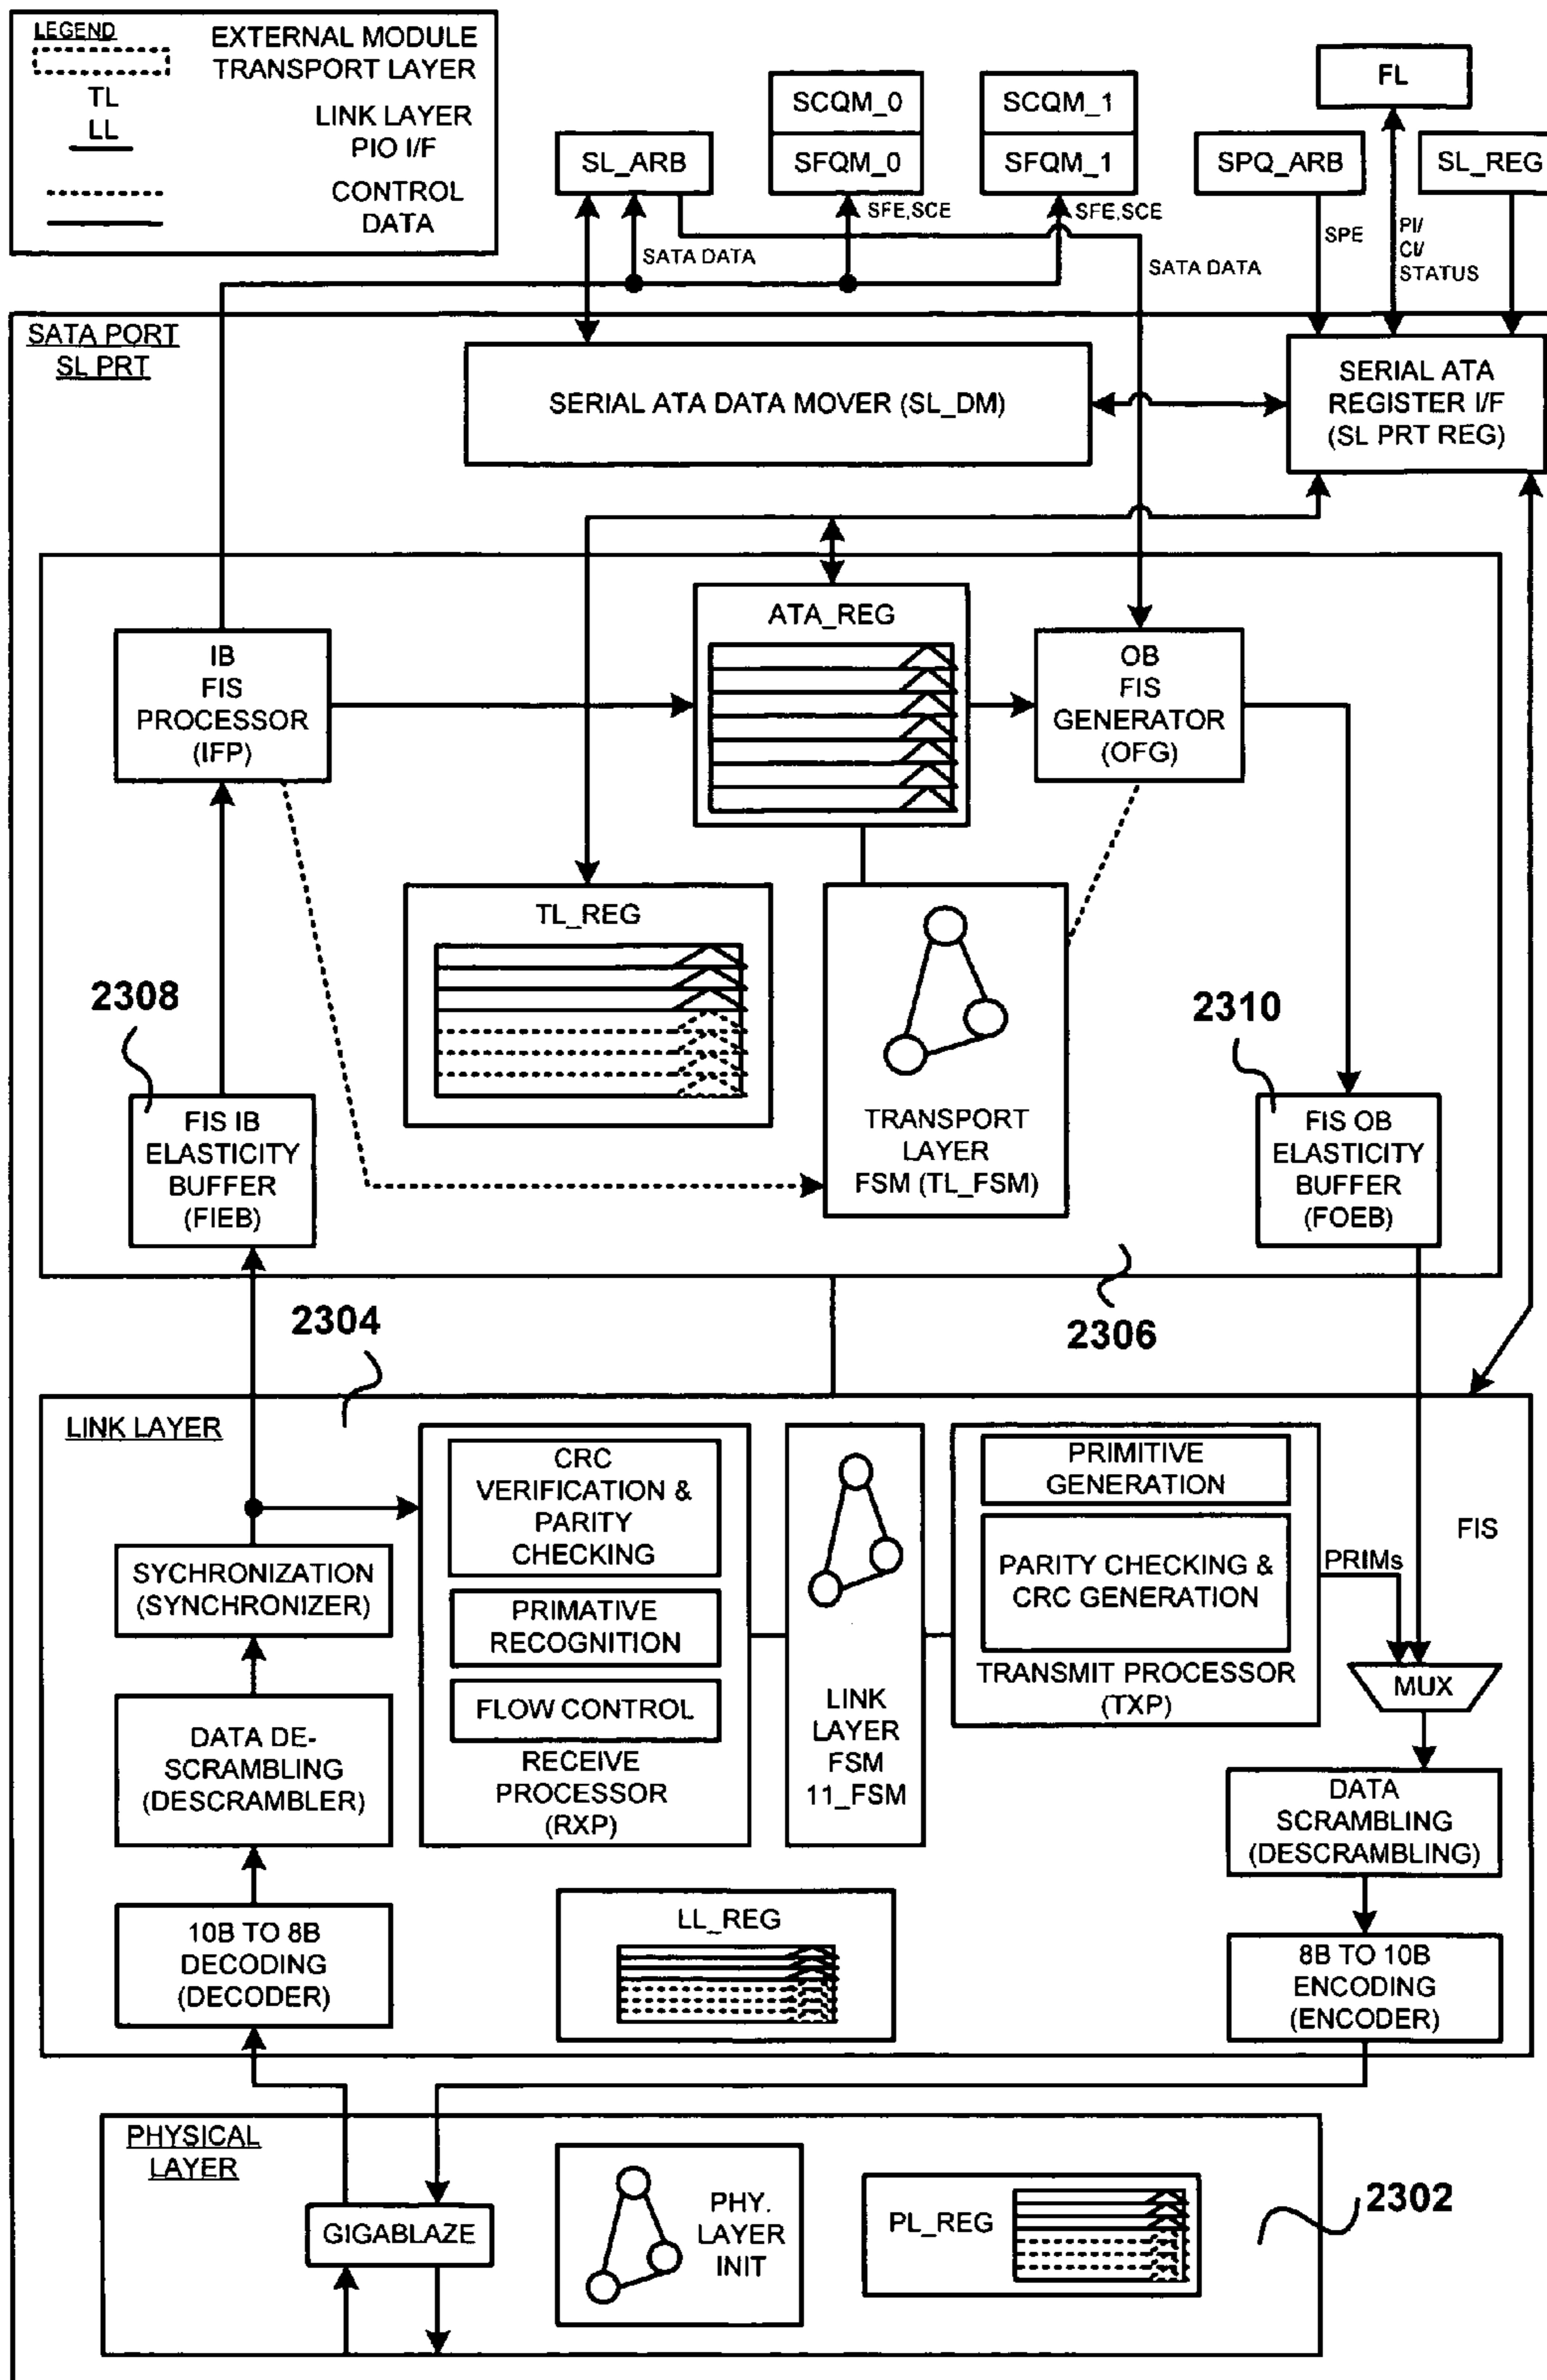 LEGEND
EXTERNAL MODULE
TRANSPORT LAYER
TL
LL
LINK LAYER
PIO I/F
CONTROL
DATA
SCQM_0
SFQM_0
SCQM_1
SFQM_1
FL
SL_ARB
SPQ_ARB
SL_REG
SFE,SCE
SFE,SCE
SATA DATA
SATA DATA
SPE
PI/
CI/
STATUS
SATA PORT
SL PRT
SERIAL ATA DATA MOVER (SL_DM)
SERIAL ATA
REGISTER I/F
(SL PRT REG)
IB
FIS
PROCESSOR
(IFP)
ATA_REG
OB
FIS
GENERATOR
(OFG)
TL_REG
TRANSPORT
LAYER
FSM (TL_FSM)
2308
FIS IB
ELASTICITY
BUFFER
(FIEB)
2310
FIS OB
ELASTICITY
BUFFER
(FOEB)
2304
2306
LINK LAYER
CRC
VERIFICATION &
PARITY
CHECKING
PRIMATIVE
RECOGNITION
FLOW CONTROL
RECEIVE
PROCESSOR
(RXP)
LINK
LAYER
FSM
11_FSM
PRIMITIVE
GENERATION
PARITY CHECKING &
CRC GENERATION
TRANSMIT PROCESSOR
(TXP)
FIS
PRIMs
MUX
SYCHRONIZATION
(SYNCHRONIZER)
DATA DE-
SCRAMBLING
(DESCRAMBLER)
10B TO 8B
DECODING
(DECODER)
LL_REG
DATA
SCRAMBLING
(DESCRAMBLING)
8B TO 10B
ENCODING
(ENCODER)
PHYSICAL
LAYER
GIGABLAZE
PHY.
LAYER
INIT
PL_REG
2302